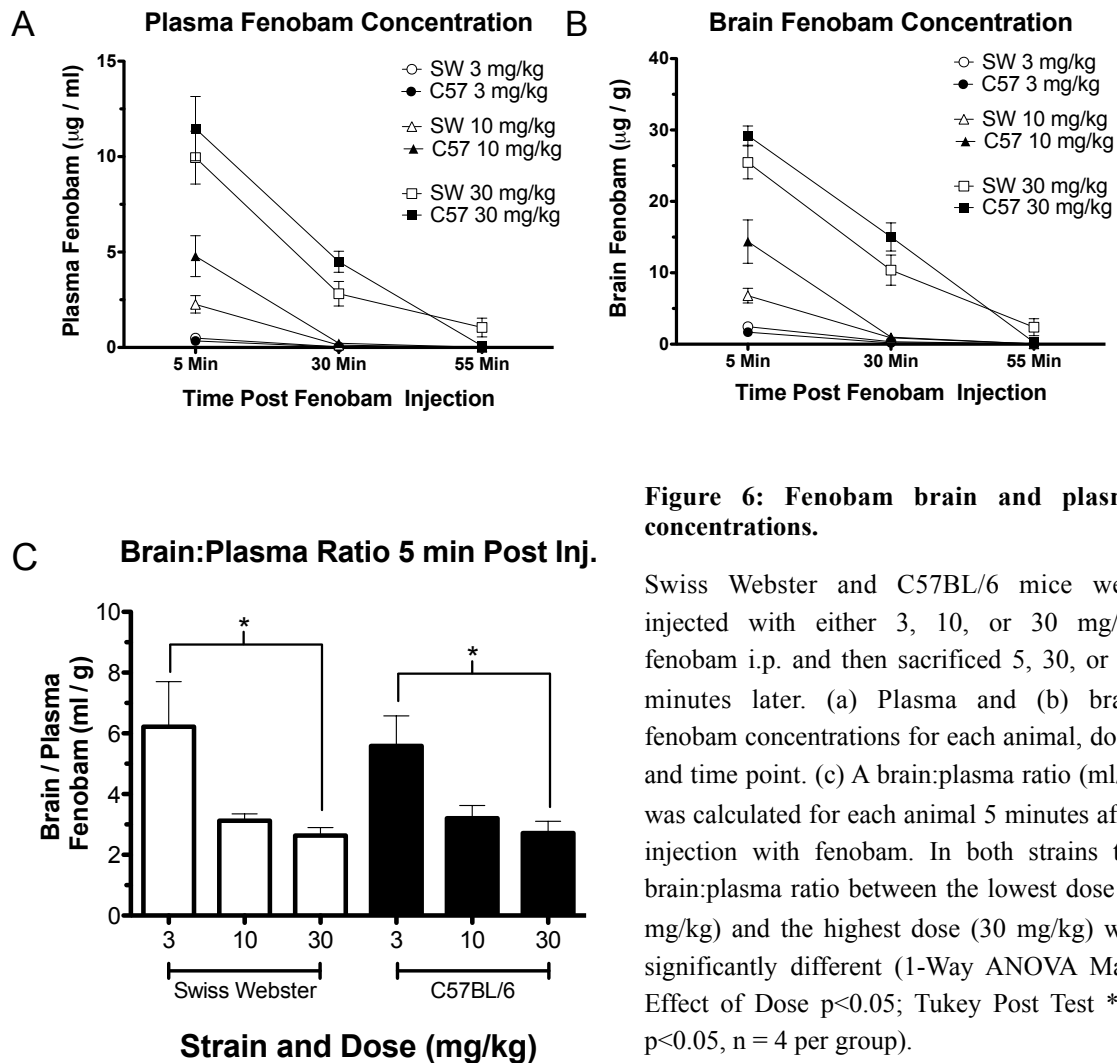 A
Plasma Fenobam Concentration
Plasma Fenobam (μg / ml)
15
10
5
0
○ SW 3 mg/kg
● C57 3 mg/kg
△ SW 10 mg/kg
▲ C57 10 mg/kg
□ SW 30 mg/kg
■ C57 30 mg/kg
5 Min 30 Min 55 Min
Time Post Fenobam Injection
B
Brain Fenobam Concentration
Brain Fenobam (μg / g)
40
30
20
10
0
○ SW 3 mg/kg
● C57 3 mg/kg
△ SW 10 mg/kg
▲ C57 10 mg/kg
□ SW 30 mg/kg
■ C57 30 mg/kg
5 Min 30 Min 55 Min
Time Post Fenobam Injection
C
Brain:Plasma Ratio 5 min Post Inj.
Brain / Plasma
Fenobam (ml / g)
10
8
6
4
2
0
* *
3 10 30 3 10 30
Swiss Webster C57BL/6
Strain and Dose (mg/kg)
Figure 6: Fenobam brain and plasm
concentrations.
Swiss Webster and C57BL/6 mice we
injected with either 3, 10, or 30 mg/
fenobam i.p. and then sacrificed 5, 30, or
minutes later. (a) Plasma and (b) bra
fenobam concentrations for each animal, do
and time point. (c) A brain:plasma ratio (ml/
was calculated for each animal 5 minutes af
injection with fenobam. In both strains t
brain:plasma ratio between the lowest dose
mg/kg) and the highest dose (30 mg/kg) w
significantly different (1-Way ANOVA Ma
Effect of Dose p<0.05; Tukey Post Test *
p<0.05, n = 4 per group).